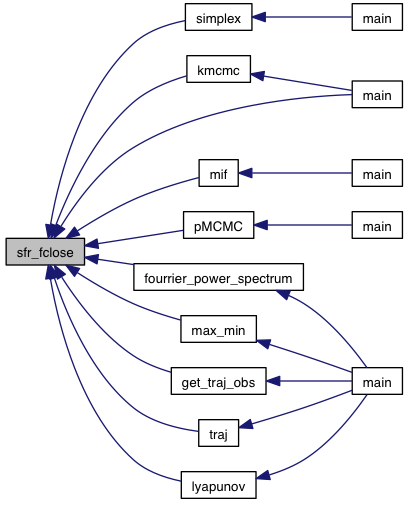 simplex
main
kmcmc
main
mif
main
pMCMC
main
sfr_fclose
fourrier_power_spectrum
max_min
get_traj_obs
main
traj
lyapunov